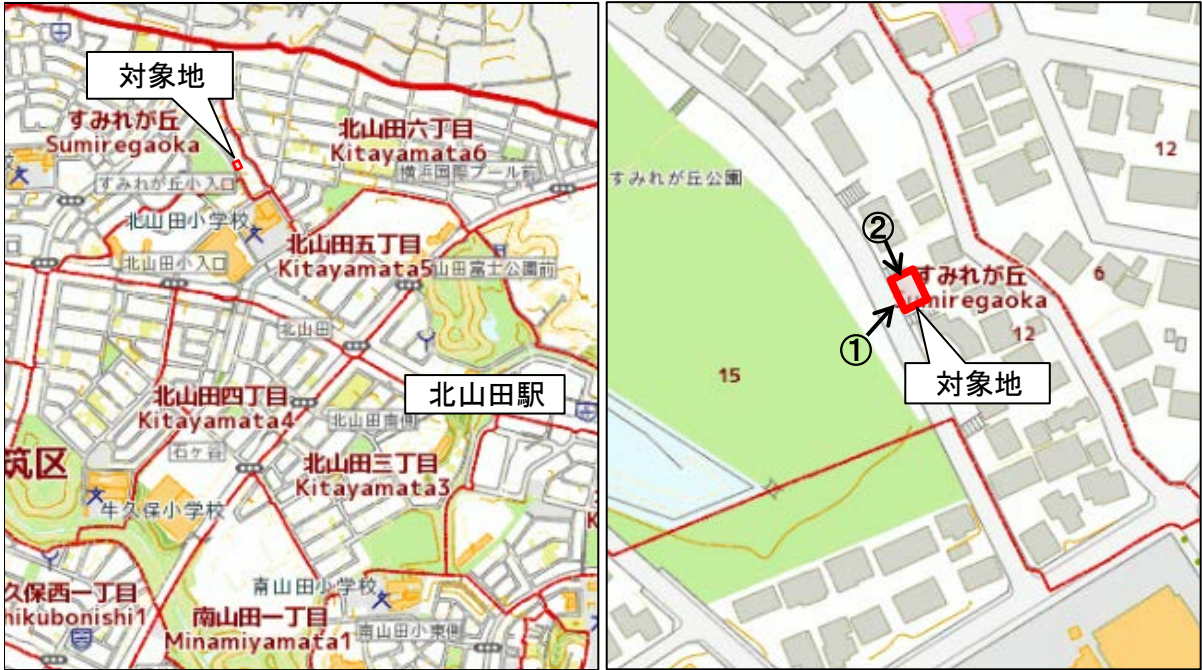 対象地
すみれが丘
Sumiregaoka
北山田六丁目
Kitayamata6
横浜国際プール前
すみれが丘小入口
北山田小学校
北山田五丁目
Kitayamata5
山田富士公園前
北山田小入口
北山田
北山田四丁目
Kitayamata4
北山田駅
北山田南側
石ヶ谷
筑区
北山田三丁目
Kitayamata3
牛久保小学校
南山田小学校
久保西一丁目
hikubonishi1
南山田一丁目
Minamiyamata1
南山田小東側
12
すみれが丘公園
②
すみれが丘
Sumiregaoka
6
①
12
15
対象地